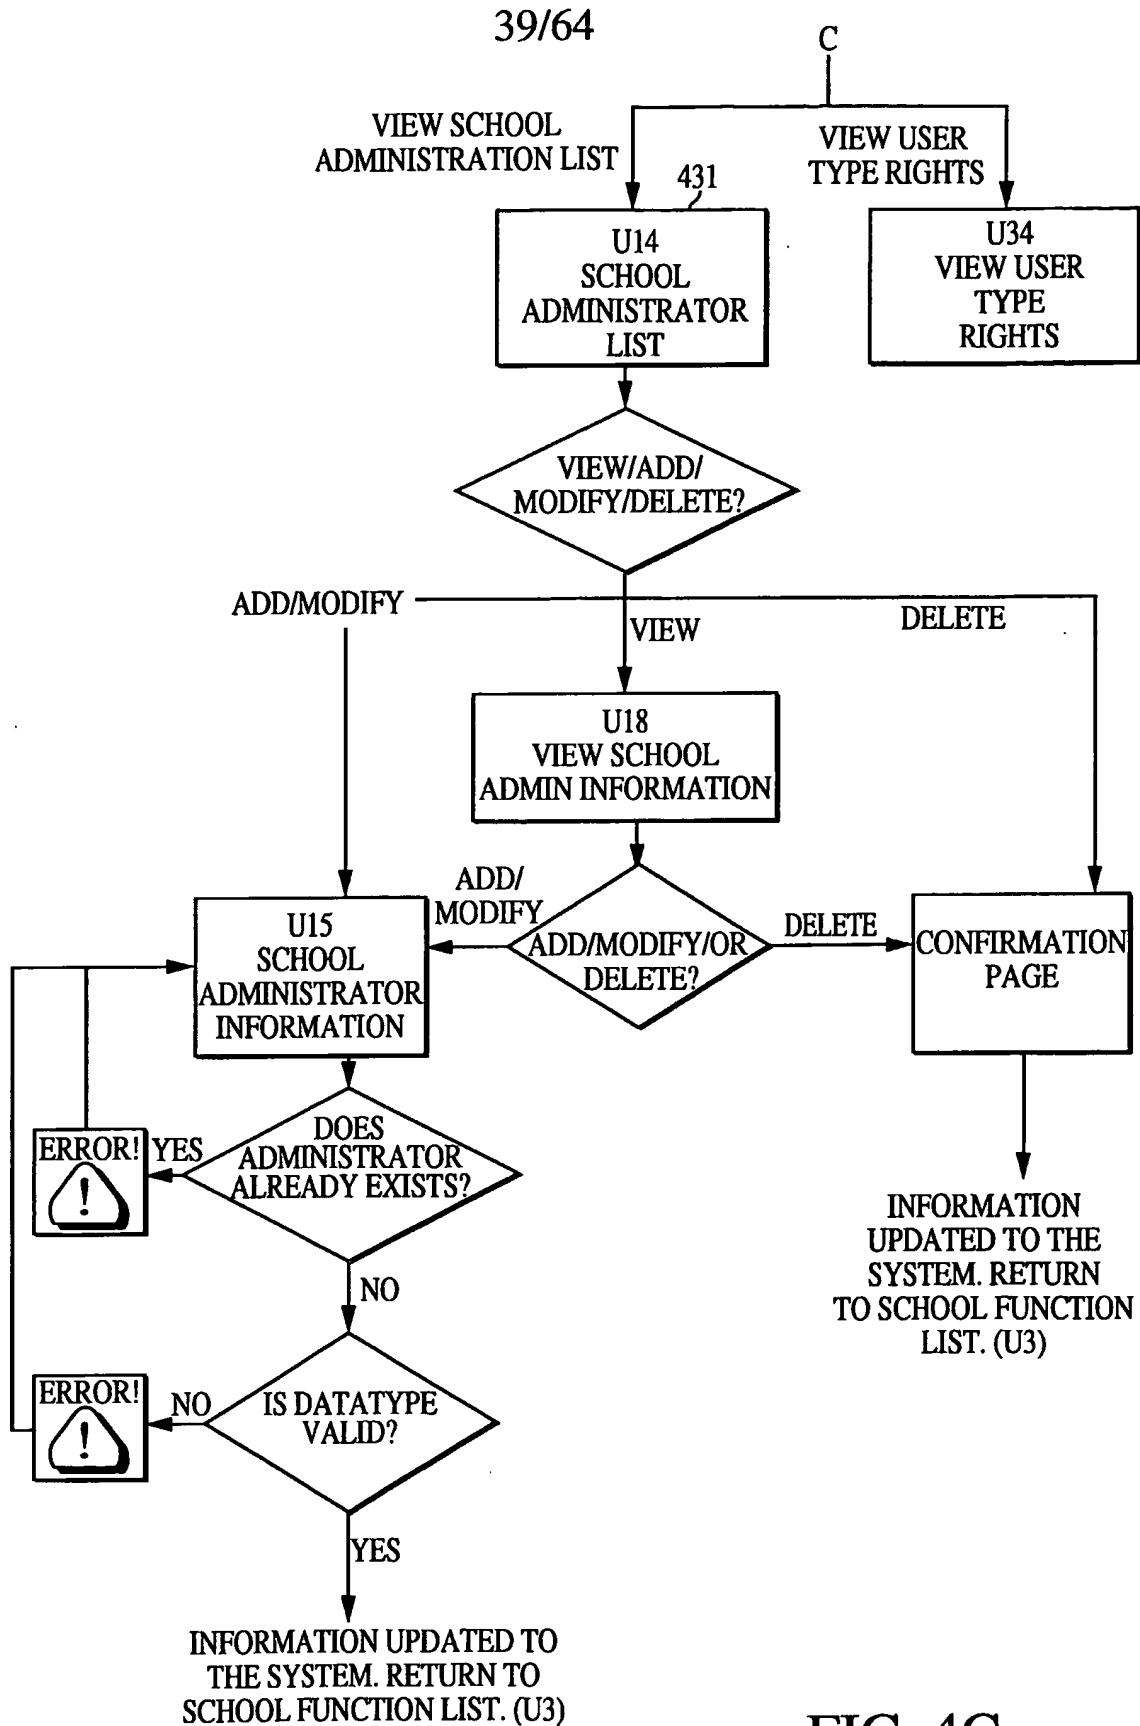 39/64
C
VIEW SCHOOL
ADMINISTRATION LIST
VIEW USER
TYPE RIGHTS
431
U14
SCHOOL
ADMINISTRATOR
LIST
U34
VIEW USER
TYPE
RIGHTS
VIEW/ADD/
MODIFY/DELETE?
ADD/MODIFY
VIEW
DELETE
U18
VIEW SCHOOL
ADMIN INFORMATION
ADD/
MODIFY
U15
SCHOOL
ADMINISTRATOR
INFORMATION
ADD/MODIFY/OR
DELETE?
DELETE
CONFIRMATION
PAGE
DOES
ADMINISTRATOR
ALREADY EXISTS?
YES
ERROR!
!
NO
INFORMATION
UPDATED TO THE
SYSTEM. RETURN
TO SCHOOL FUNCTION
LIST. (U3)
IS DATATYPE
VALID?
NO
ERROR!
!
YES
INFORMATION UPDATED TO
THE SYSTEM. RETURN TO
SCHOOL FUNCTION LIST. (U3)